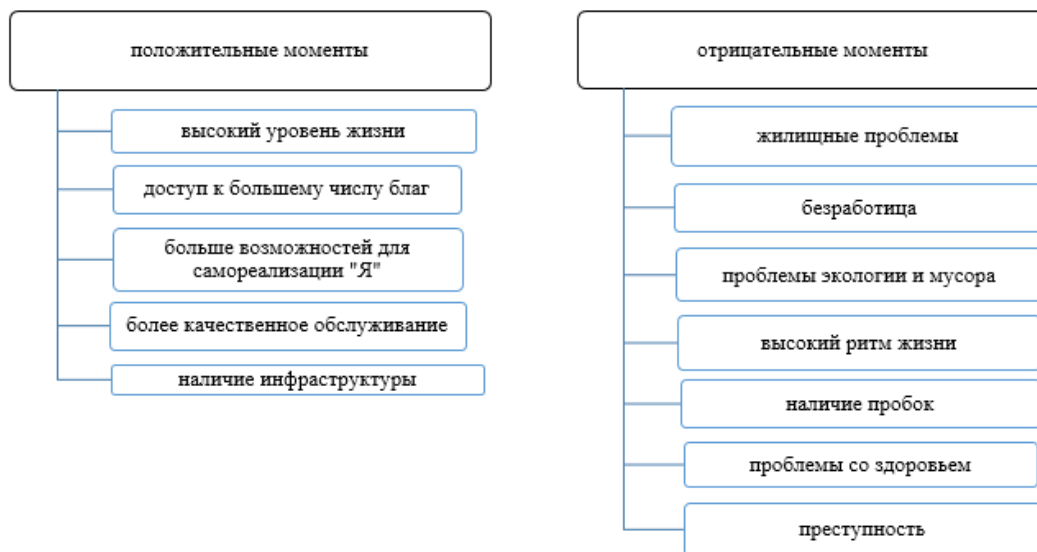 положительные моменты
высокий уровень жизни
доступ к большему числу благ
больше возможностей для
самореализации "Я"
более качественное обслуживание
наличие инфраструктуры
отрицательные моменты
жилищные проблемы
безработица
проблемы экологии и мусора
высокий ритм жизни
наличие пробок
проблемы со здоровьем
преступность